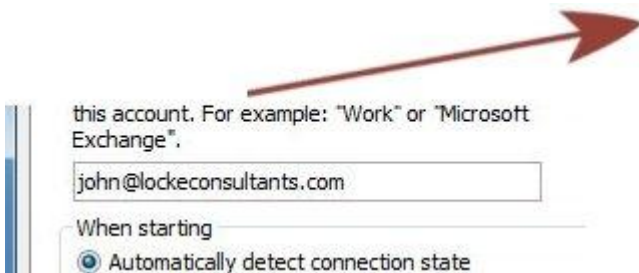 this account. For example: "Work" or "Microsoft
Exchange".
john@lockeconsultants.com
When starting
Automatically detect connection state